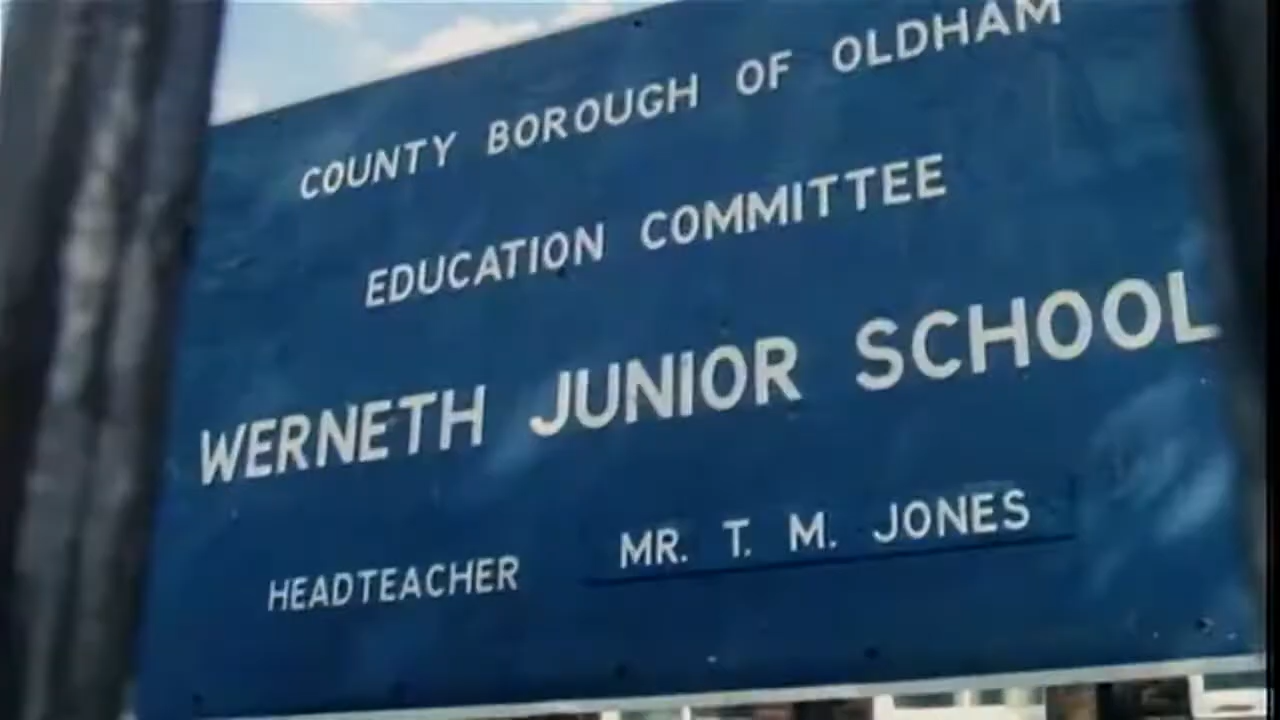 COUNTY BOROUGH OF OLDHAM
EDUCATION COMMITTEE
WERNETH JUNIOR SCHOOL
HEADTEACHER MR. T. M. JONES